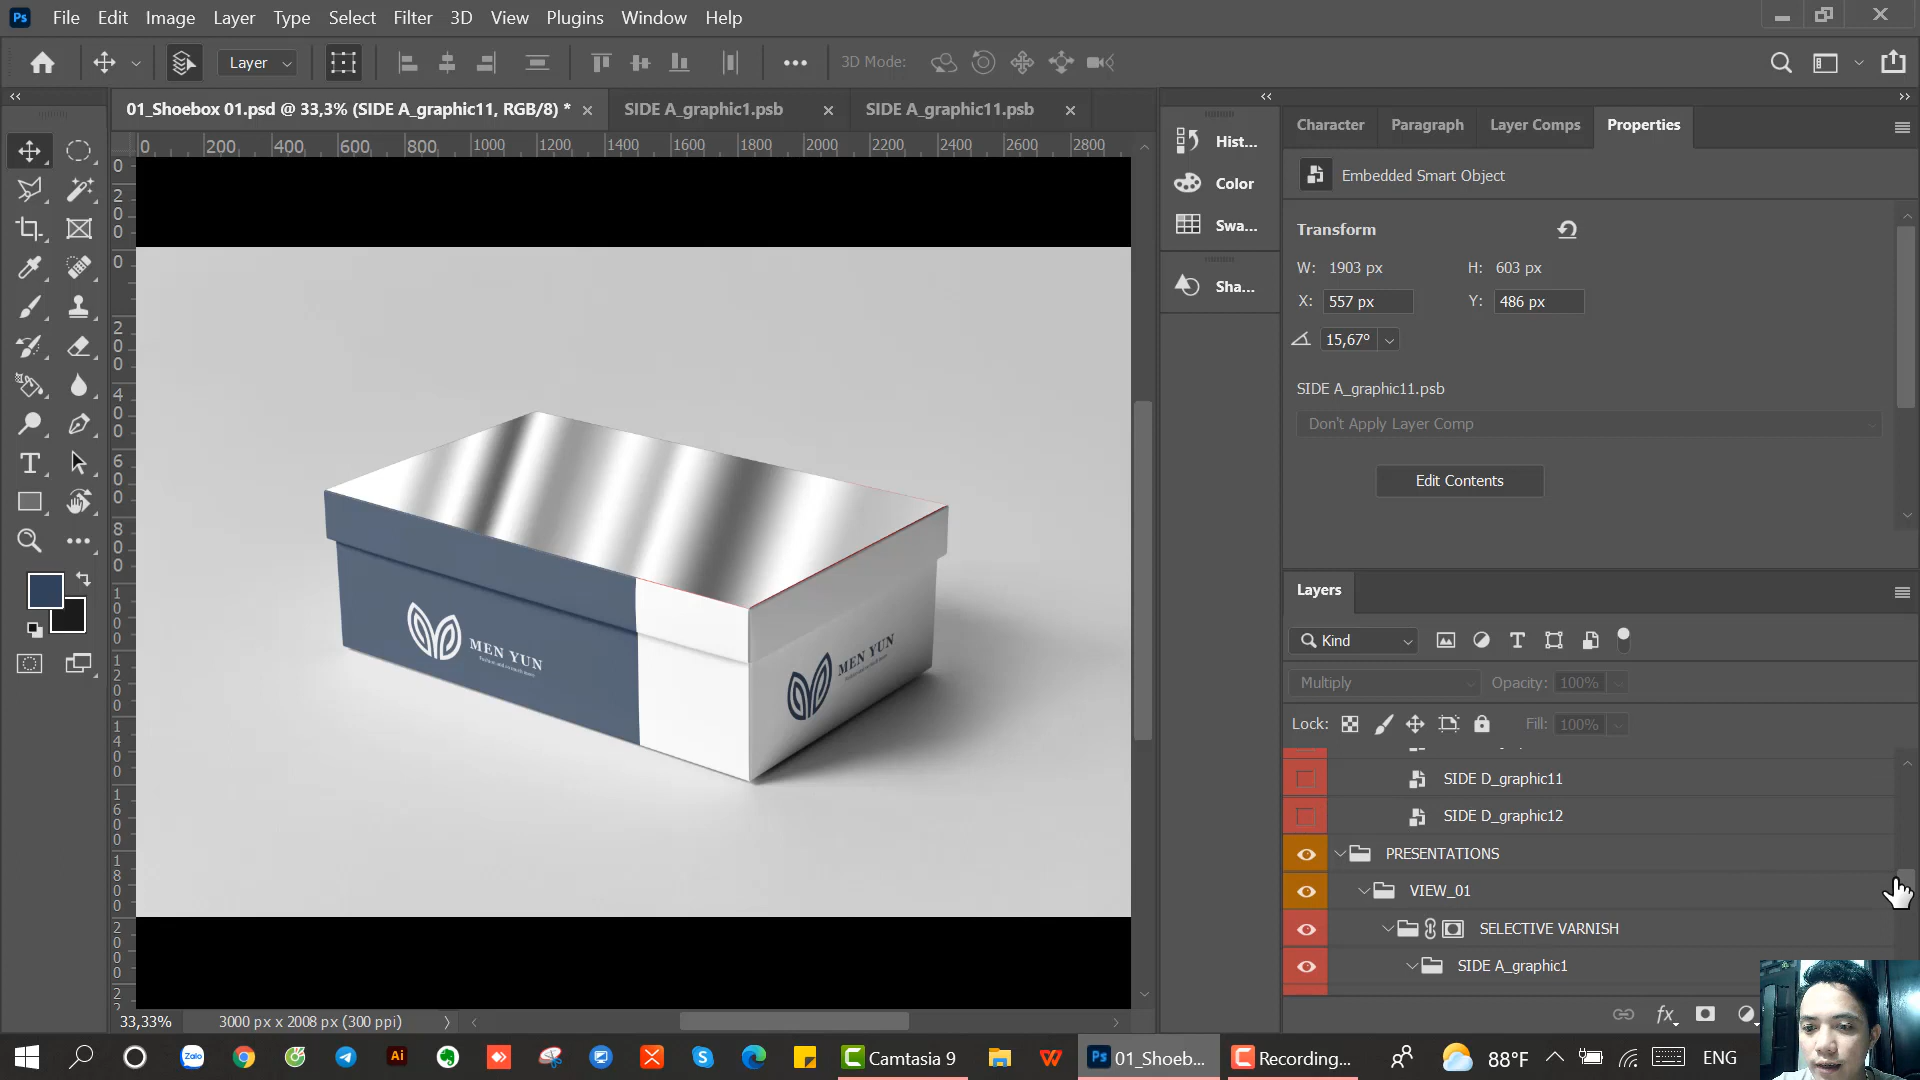 File Edit Image Layer Type Select Filter 3D View Plugins Window Help
Layer 3D Mode:
01_Shoebox 01.psd @ 33,3% (SIDE A_graphic11, RGB/8) * SIDE A_graphic1.psb SIDE A_graphic11.psb
0 200 400 600 800 1000 1200 1400 1600 1800 2000 2200 2400 2600 2800
Hist...
Color
Swa...
Sha...
Character Paragraph Layer Comps Properties
Embedded Smart Object
Transform
W: 1903 px H: 603 px
X: 557 px Y: 486 px
15,67°
SIDE A_graphic11.psb
Don't Apply Layer Comp
Edit Contents
Layers
Kind
Multiply Opacity: 100%
Lock: Fill: 100%
SIDE D_graphic11
SIDE D_graphic12
PRESENTATIONS
VIEW_01
SELECTIVE VARNISH
SIDE A_graphic1
MEN YUN
MEN YUN
33,33% 3000 px x 2008 px (300 ppi)
Camtasia 9 01_Shoeb... Recording... 88°F ENG